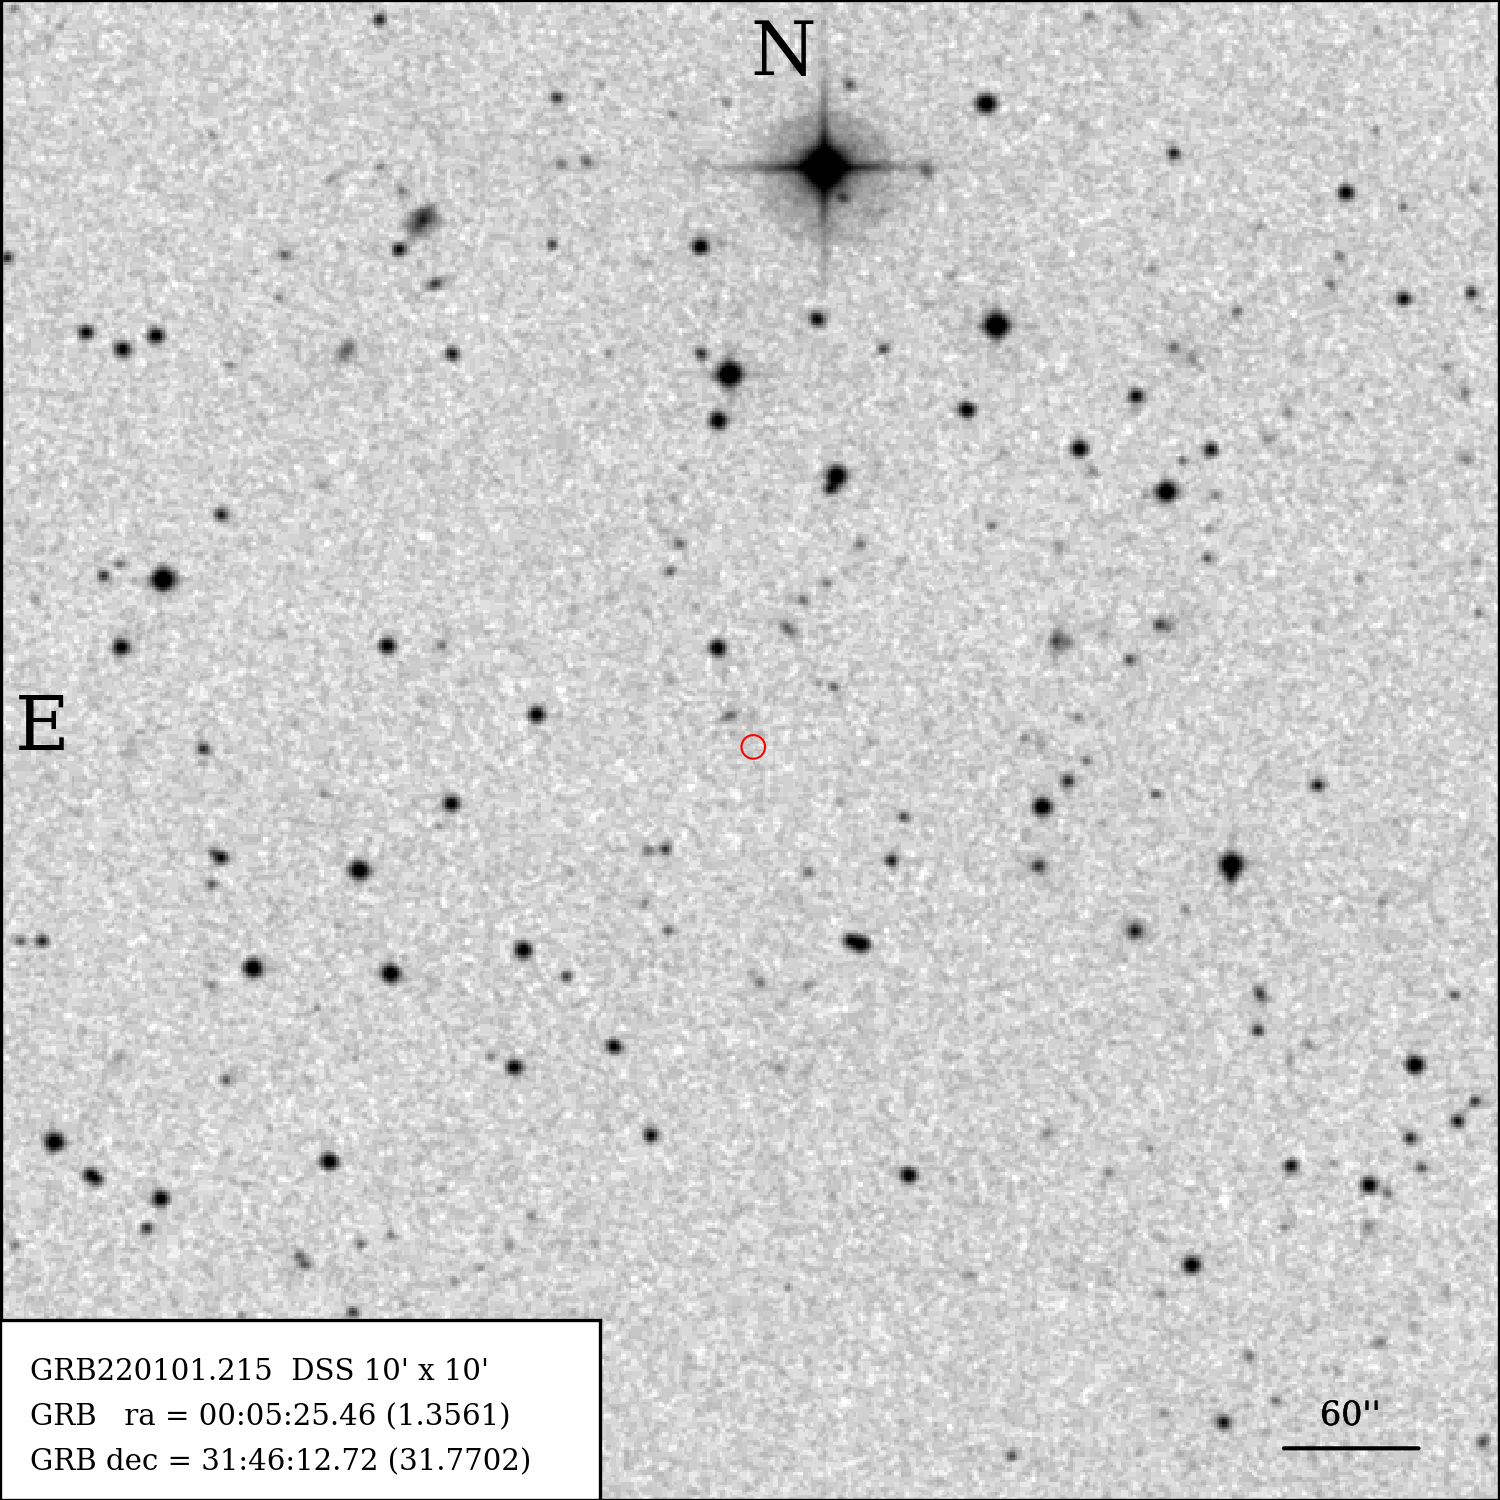 N
E
GRB220101.215 DSS 10' x 10'
GRB ra = 00:05:25.46 (1.3561)
GRB dec = 31:46:12.72 (31.7702)
60''